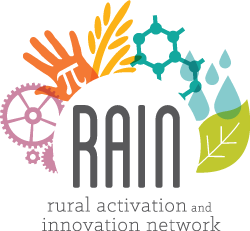 π
RAIN
rural activation and
innovation network